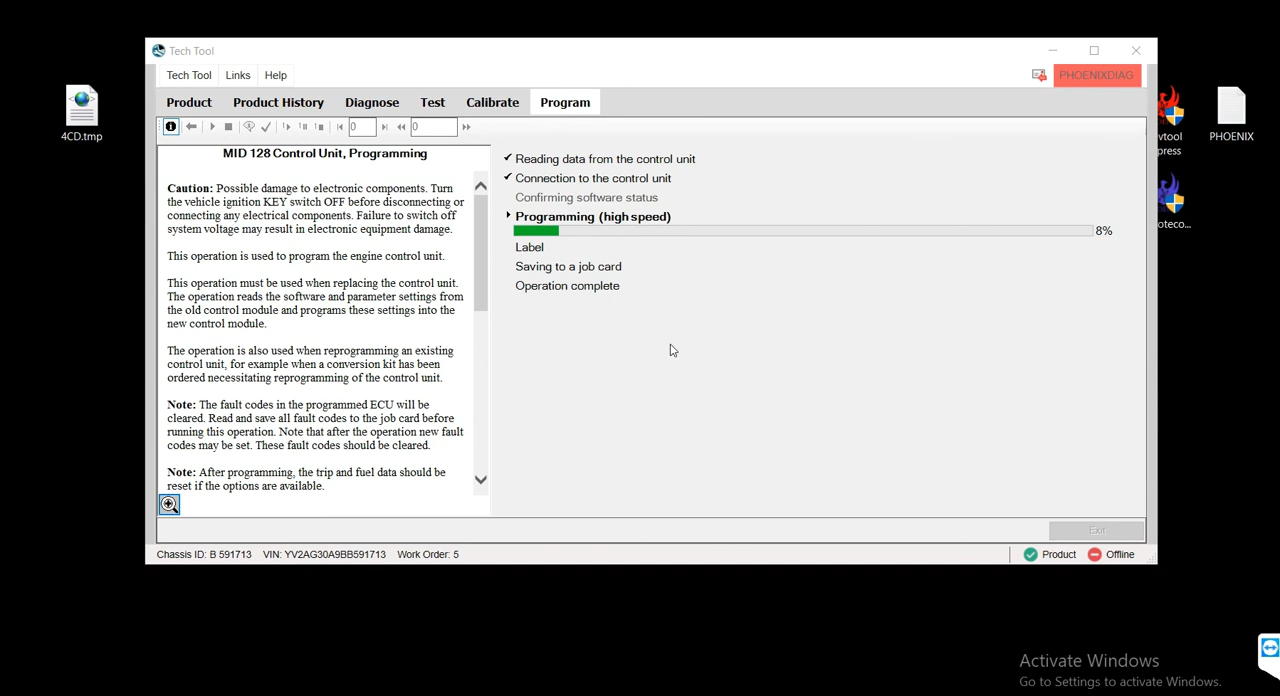 Tech Tool
Tech Tool Links Help
PHOENIXDIAG
Product Product History Diagnose Test Calibrate Program
0 0
MID 128 Control Unit, Programming
Caution: Possible damage to electronic components. Turn
the vehicle ignition KEY switch OFF before disconnecting or
connecting any electrical components. Failure to switch off
system voltage may result in electronic equipment damage.
This operation is used to program the engine control unit.
This operation must be used when replacing the control unit.
The operation reads the software and parameter settings from
the old control module and programs these settings into the
new control module.
The operation is also used when reprogramming an existing
control unit, for example when a conversion kit has been
ordered necessitating reprogramming of the control unit.
Note: The fault codes in the programmed ECU will be
cleared. Read and save all fault codes to the job card before
running this operation. Note that after the operation new fault
codes may be set. These fault codes should be cleared.
Note: After programming, the trip and fuel data should be
reset if the options are available.
Reading data from the control unit
Connection to the control unit
Confirming software status
Programming (high speed)
8%
Label
Saving to a job card
Operation complete
Exit
Chassis ID: B 591713 VIN: YV2AG30A9BB591713 Work Order: 5
Product Offline
4CD.tmp
vtool
press
oteco...
PHOENIX
Activate Windows
Go to Settings to activate Windows.